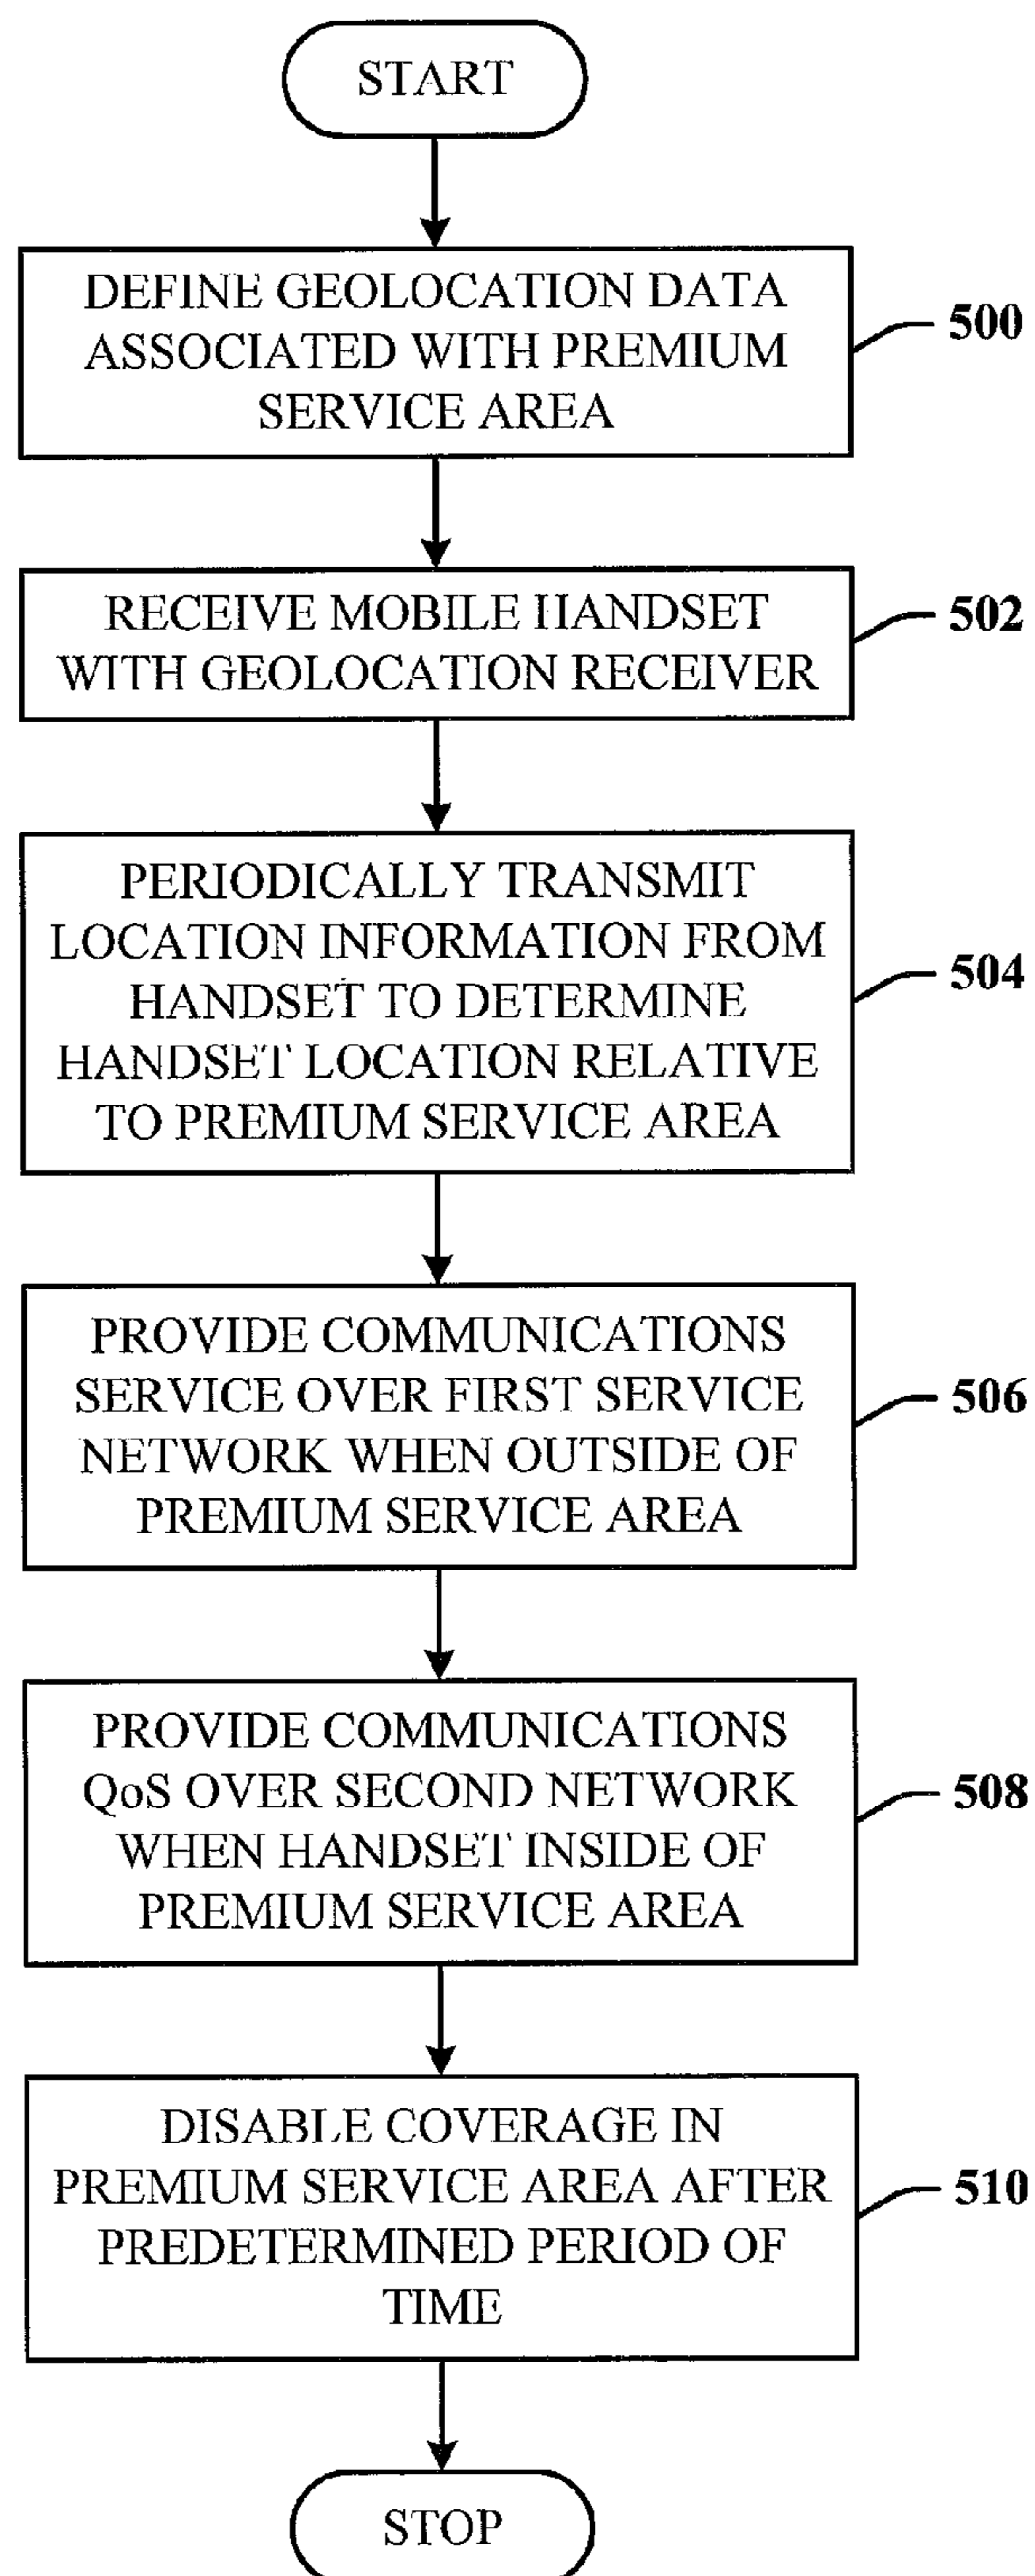 START
DEFINE GEOLOCATION DATA
ASSOCIATED WITH PREMIUM
SERVICE AREA
500
RECEIVE MOBILE HANDSET
WITH GEOLOCATION RECEIVER
502
PERIODICALLY TRANSMIT
LOCATION INFORMATION FROM
HANDSET TO DETERMINE
HANDSET LOCATION RELATIVE
TO PREMIUM SERVICE AREA
504
PROVIDE COMMUNICATIONS
SERVICE OVER FIRST SERVICE
NETWORK WHEN OUTSIDE OF
PREMIUM SERVICE AREA
506
PROVIDE COMMUNICATIONS
QoS OVER SECOND NETWORK
WHEN HANDSET INSIDE OF
PREMIUM SERVICE AREA
508
DISABLE COVERAGE IN
PREMIUM SERVICE AREA AFTER
PREDETERMINED PERIOD OF
TIME
510
STOP